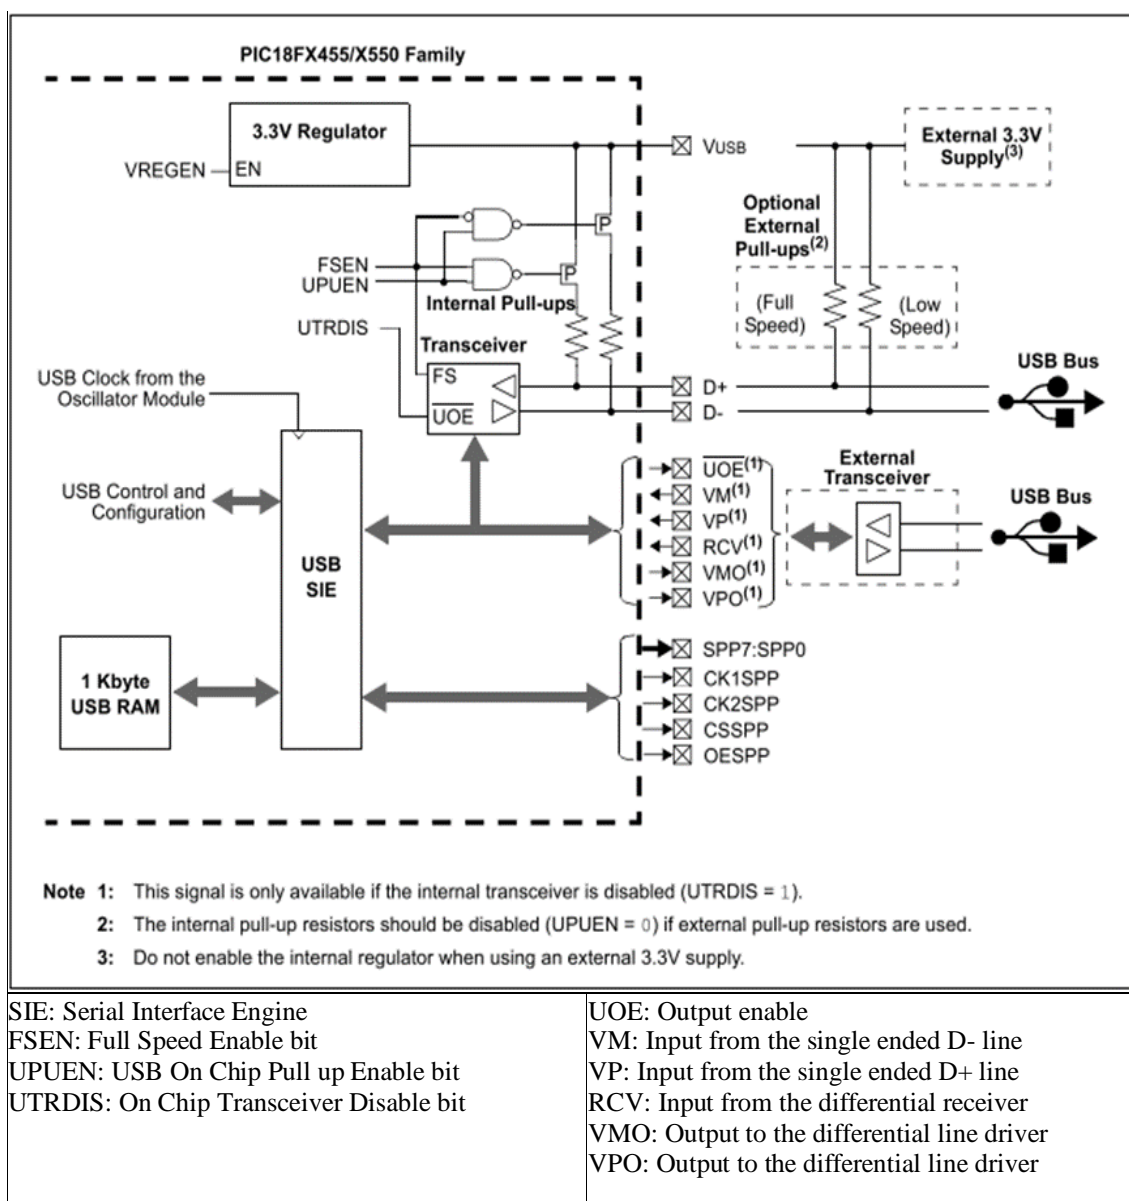 PIC18FX455/X550 Family
3.3V Regulator
VREGEN
EN
VUSB
External 3.3V
Supply(3)
Optional
External
Pull-ups(2)
P
P
FSEN
UPUEN
Internal Pull-ups
(Full
Speed)
(Low
Speed)
UTRDIS
Transceiver
FS
UOE
D+
D-
USB Bus
USB Clock from the
Oscillator Module
USB Control and
Configuration
USB
SIE
UOE(1)
VM(1)
VP(1)
RCV(1)
VMO(1)
VPO(1)
External
Transceiver
USB Bus
1 Kbyte
USB RAM
SPP7:SPP0
CK1SPP
CK2SPP
CSSPP
OESPP
Note 1: This signal is only available if the internal transceiver is disabled (UTRDIS = 1).
2: The internal pull-up resistors should be disabled (UPUEN = 0) if external pull-up resistors are used.
3: Do not enable the internal regulator when using an external 3.3V supply.
SIE: Serial Interface Engine
FSEN: Full Speed Enable bit
UPUEN: USB On Chip Pull up Enable bit
UTRDIS: On Chip Transceiver Disable bit
UOE: Output enable
VM: Input from the single ended D- line
VP: Input from the single ended D+ line
RCV: Input from the differential receiver
VMO: Output to the differential line driver
VPO: Output to the differential line driver